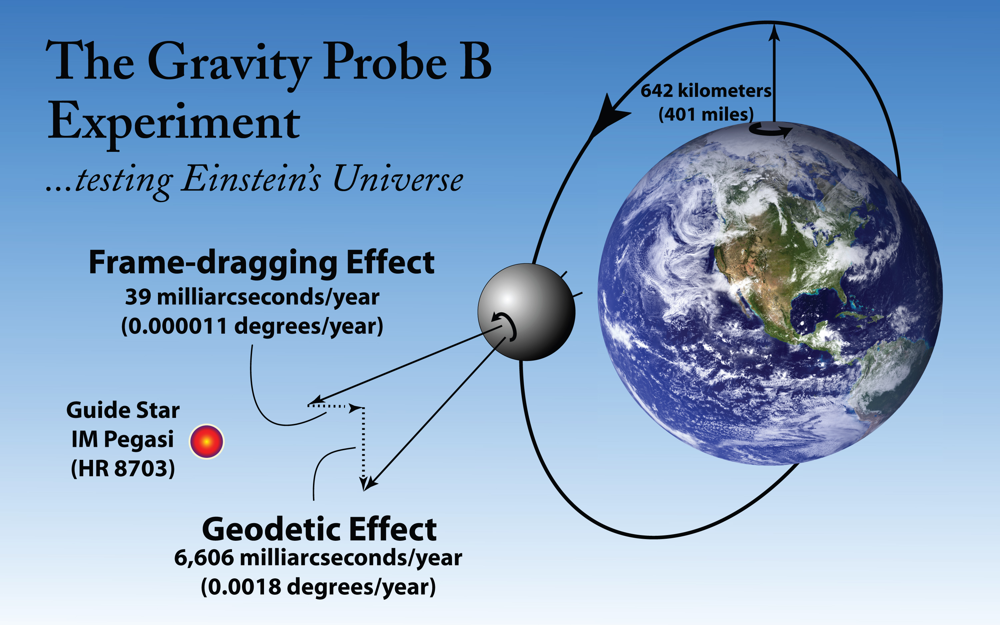 The Gravity Probe B
Experiment
...testing Einstein's Universe
642 kilometers
(401 miles)
Frame-dragging Effect
39 milliarcseconds/year
(0.000011 degrees/year)
Guide Star
IM Pegasi
(HR 8703)
Geodetic Effect
6,606 milliarcseconds/year
(0.0018 degrees/year)